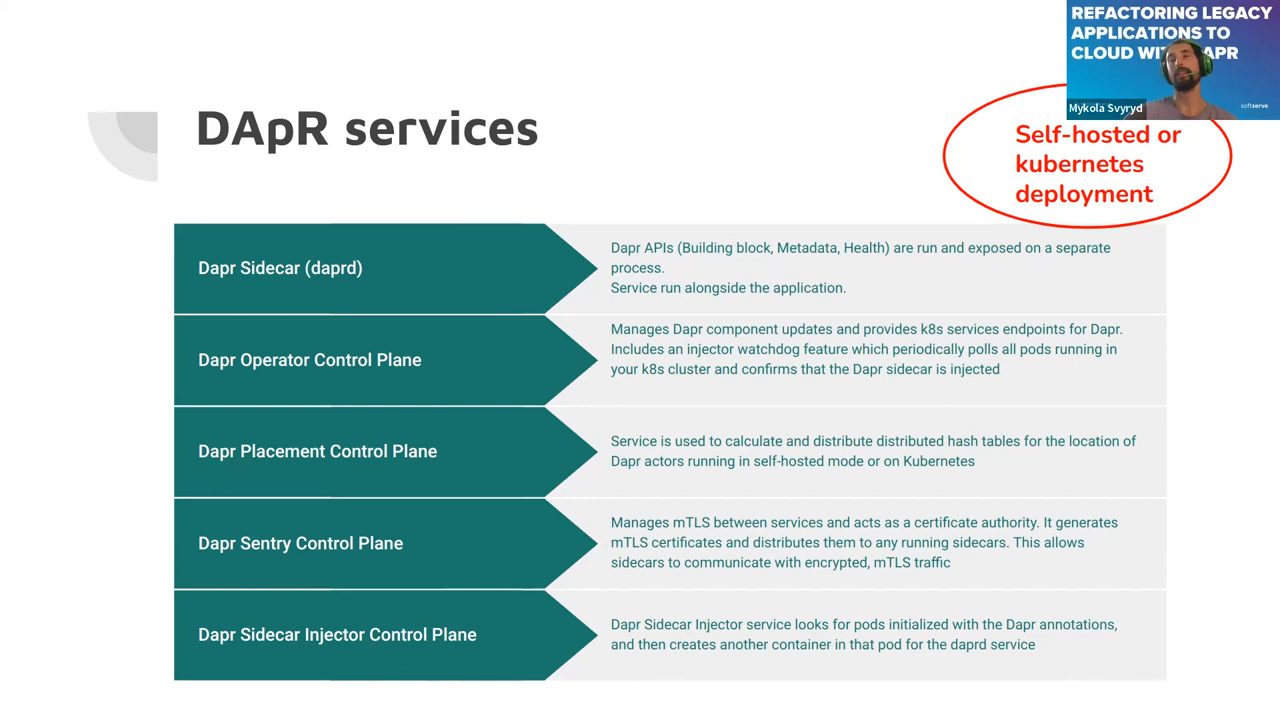 REFACTORING LEGACY
APPLICATIONS TO
CLOUD WITH DAPR
Mykola Svyryd
softserve
DApR services
Self-hosted or
kubernetes
deployment
Dapr Sidecar (daprd)
Dapr APIs (Building block, Metadata, Health) are run and exposed on a separate
process.
Service run alongside the application.
Dapr Operator Control Plane
Manages Dapr component updates and provides k8s services endpoints for Dapr.
Includes an injector watchdog feature which periodically polls all pods running in
your k8s cluster and confirms that the Dapr sidecar is injected
Dapr Placement Control Plane
Service is used to calculate and distribute distributed hash tables for the location of
Dapr actors running in self-hosted mode or on Kubernetes
Dapr Sentry Control Plane
Manages mTLS between services and acts as a certificate authority. It generates
mTLS certificates and distributes them to any running sidecars. This allows
sidecars to communicate with encrypted, mTLS traffic
Dapr Sidecar Injector Control Plane
Dapr Sidecar Injector service looks for pods initialized with the Dapr annotations,
and then creates another container in that pod for the daprd service